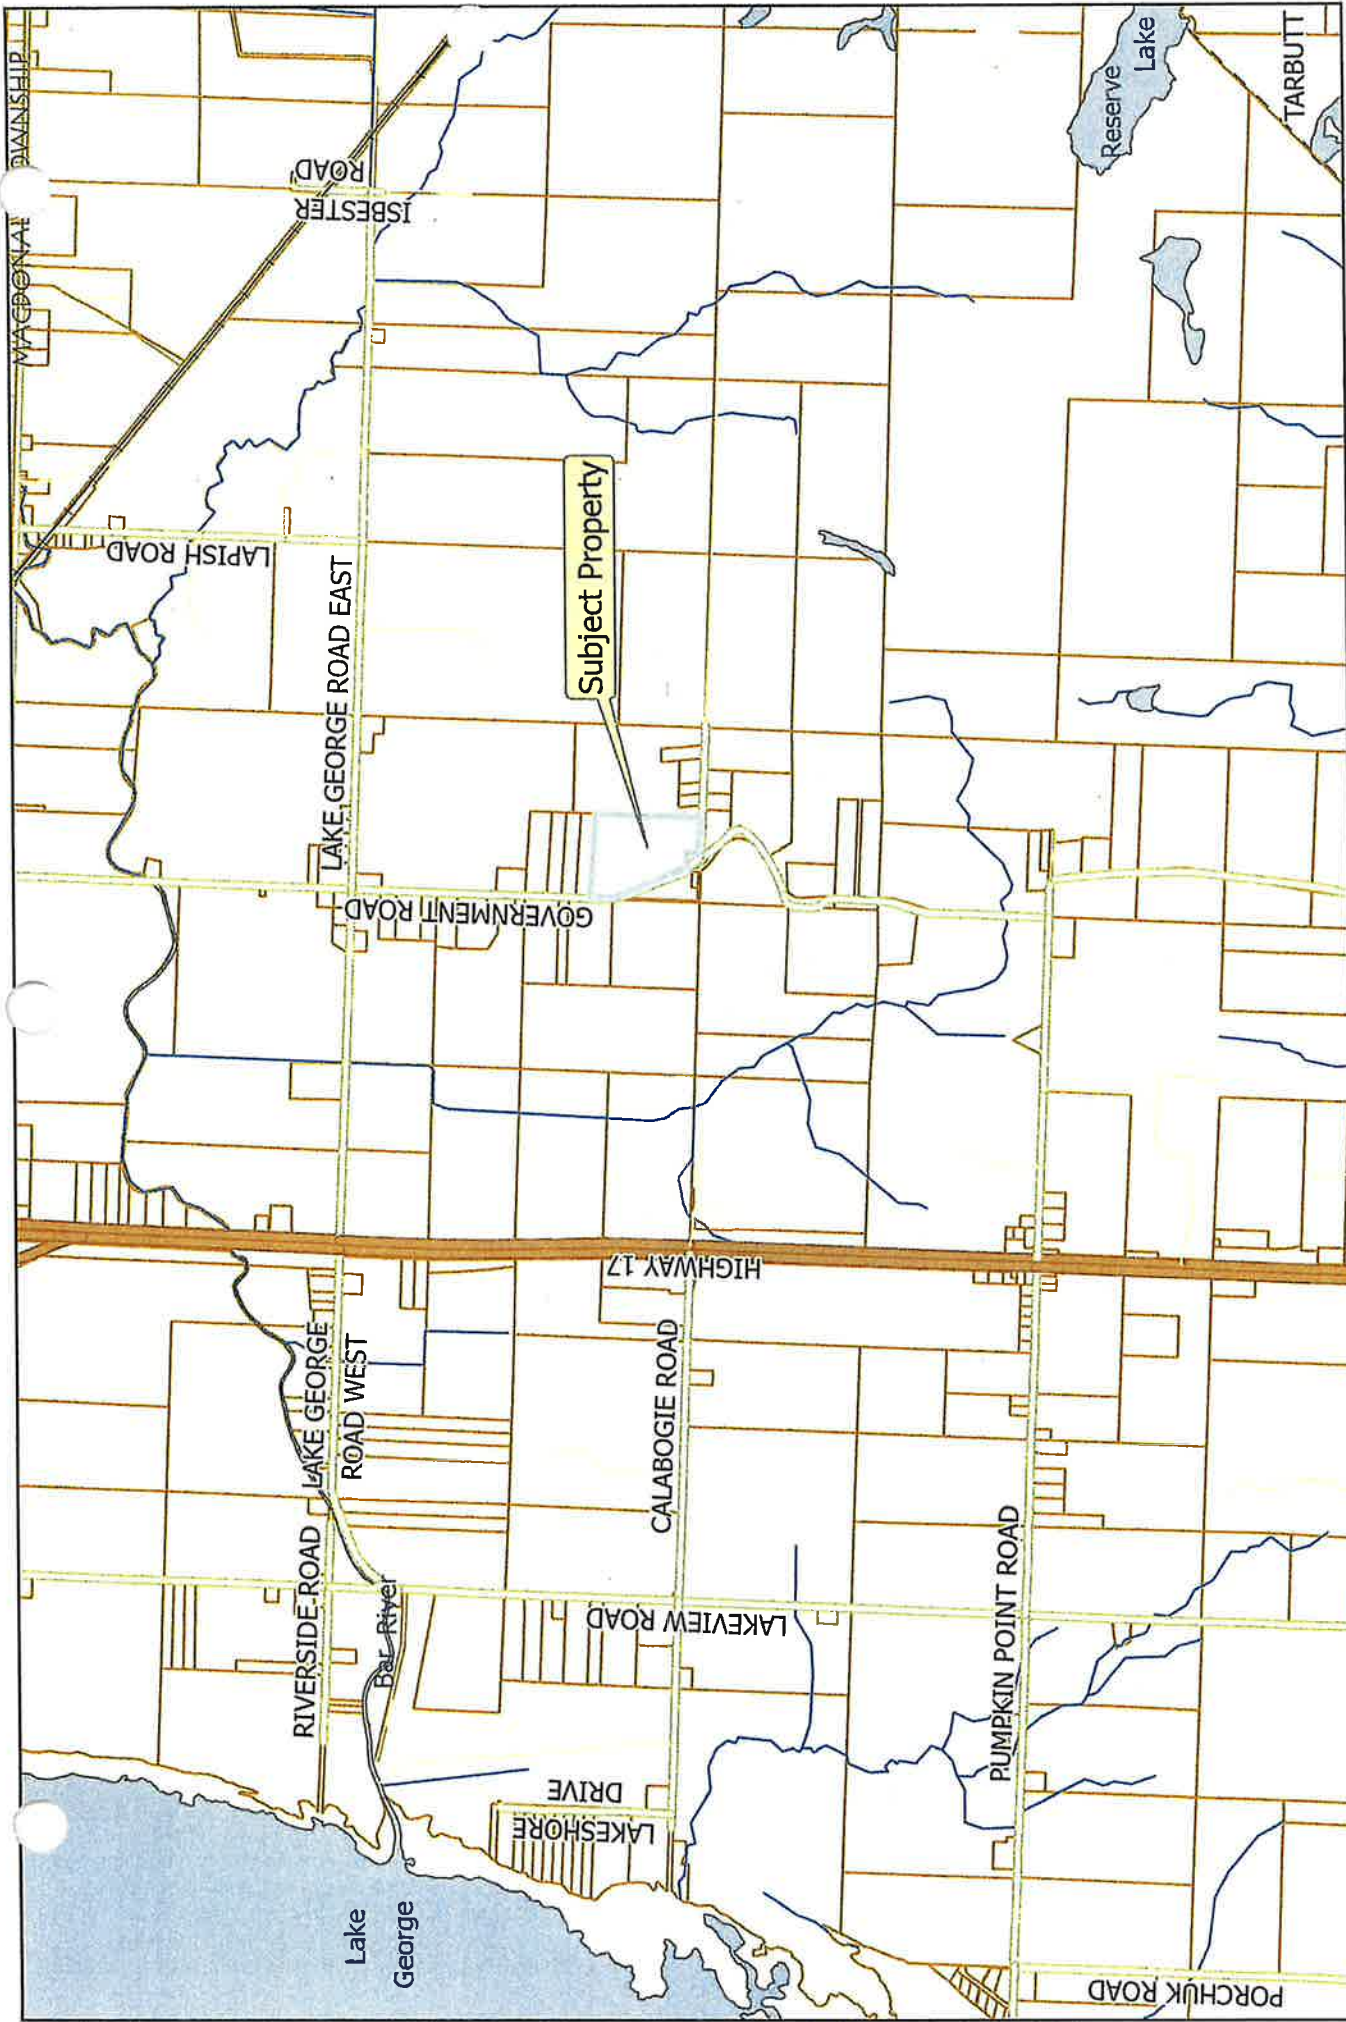 MACDONA
OWNSHIP
ISBESTER
ROAD
Reserve
Lake
TARBUTT
LAPISH ROAD
LAKE GEORGE ROAD EAST
Subject Property
GOVERNMENT ROAD
HIGHWAY 17
LAKE GEORGE
ROAD WEST
CALABOGIE ROAD
RIVERSIDE ROAD
Bar River
LAKEVIEW ROAD
PUMPKIN POINT ROAD
LAKESHORE
DRIVE
Lake
George
PORCHUK ROAD